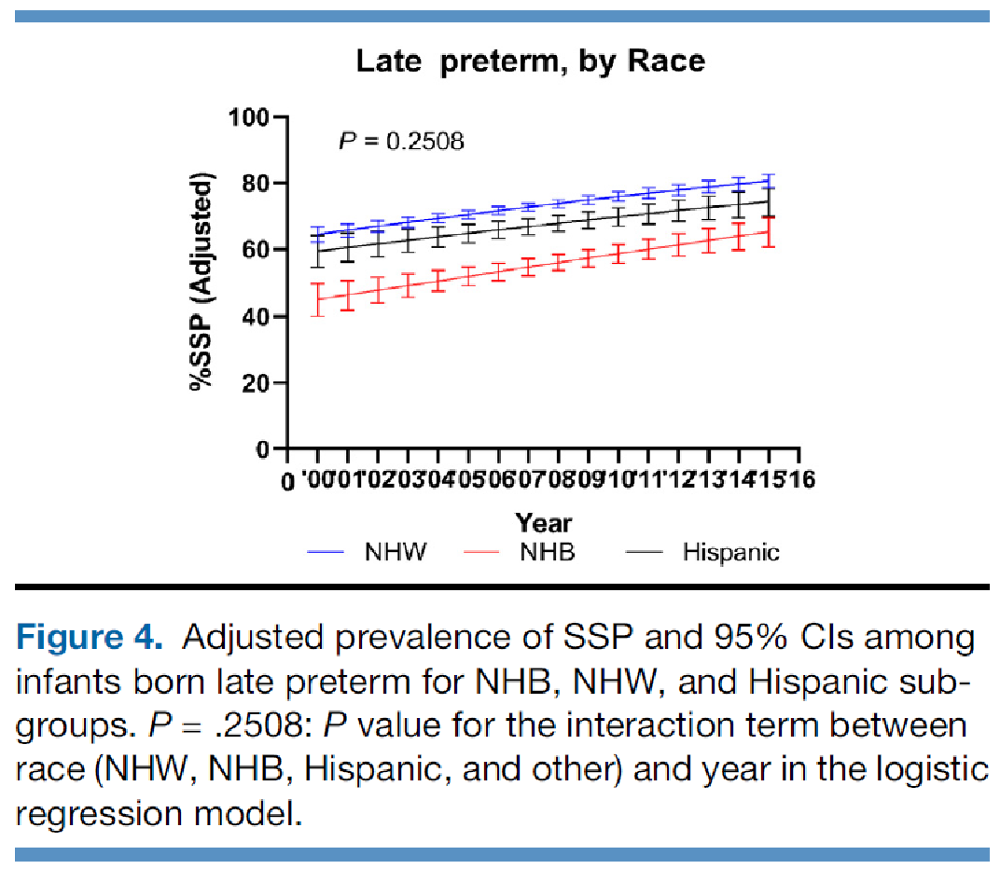 Late preterm, by Race
100
P = 0.2508
80
60
40
20
0
%SSP (Adjusted)
0 '00 '01 '02 '03 '04 '05 '06 '07 '08 '09 '10 '11 '12 '13 '14 '15 '16
Year
NHW NHB Hispanic
Figure 4. Adjusted prevalence of SSP and 95% CIs among
infants born late preterm for NHB, NHW, and Hispanic sub-
groups. P = .2508: P value for the interaction term between
race (NHW, NHB, Hispanic, and other) and year in the logistic
regression model.